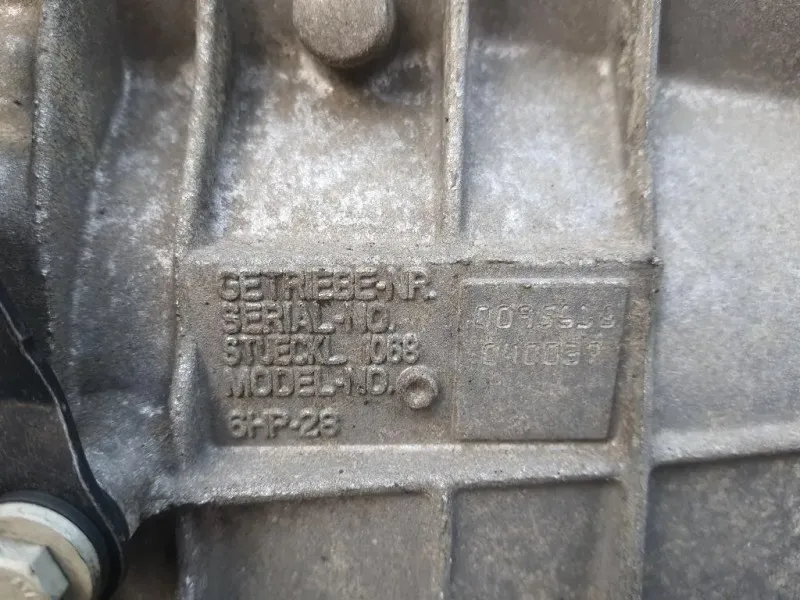 GETRIEBE-NR.
SERIAL-NO.
STUECKL. 1068
MODEL-NO.
6HP-28